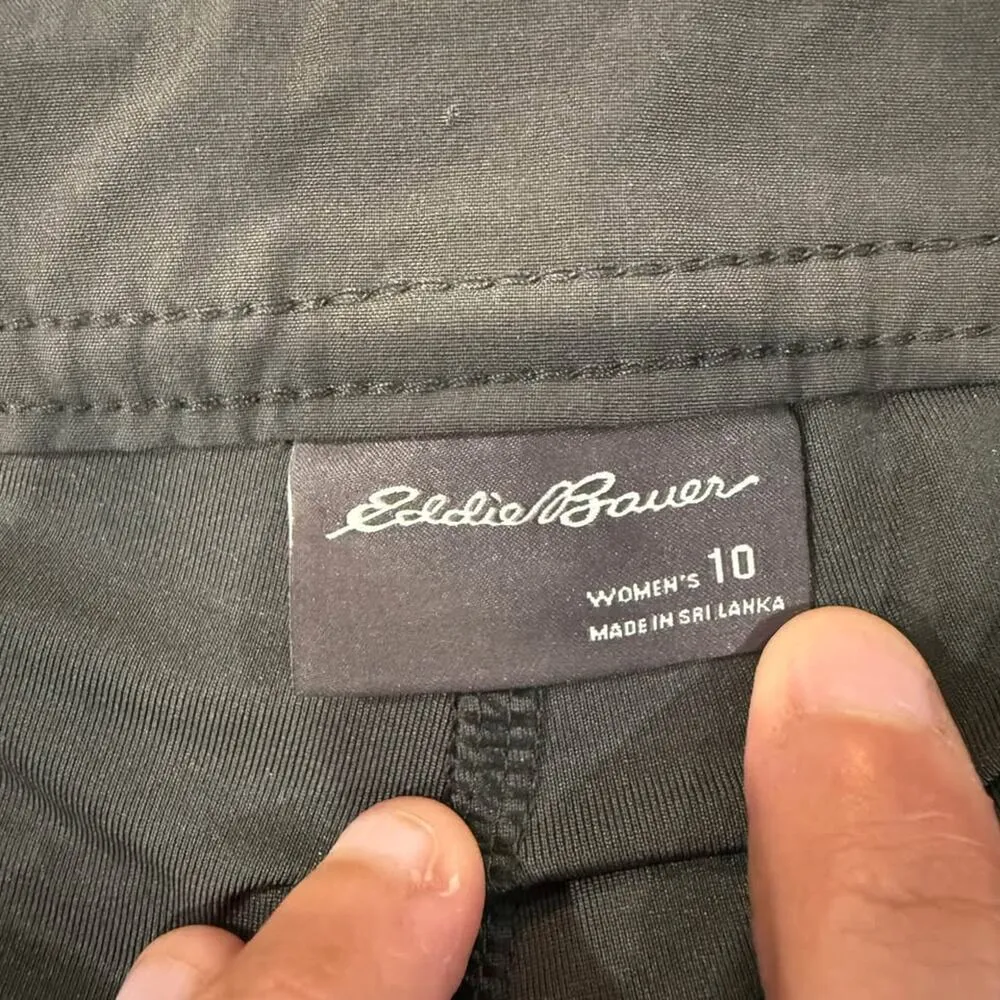 Eddie Bauer
WOMEN'S 10
MADE IN SRI LANKA